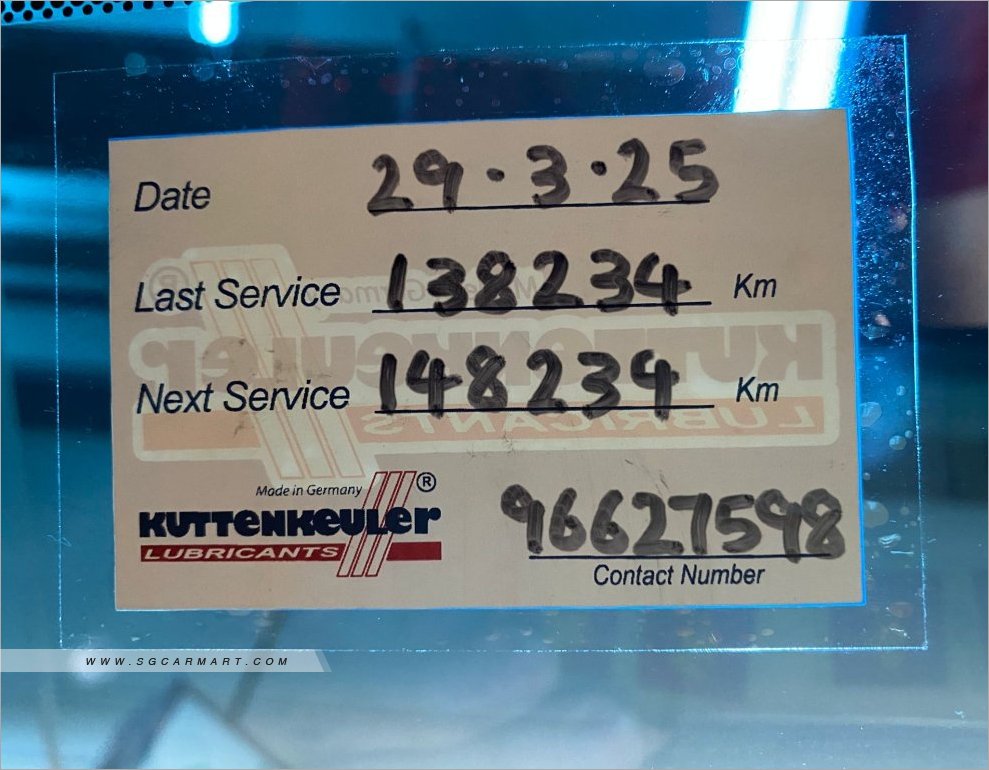 Date 29.3.25
Last Service 138234 Km
Next Service 148234 Km
Made in Germany ®
KUTTENKEULER
LUBRICANTS
96627598
Contact Number
WWW.SGCARMART.COM